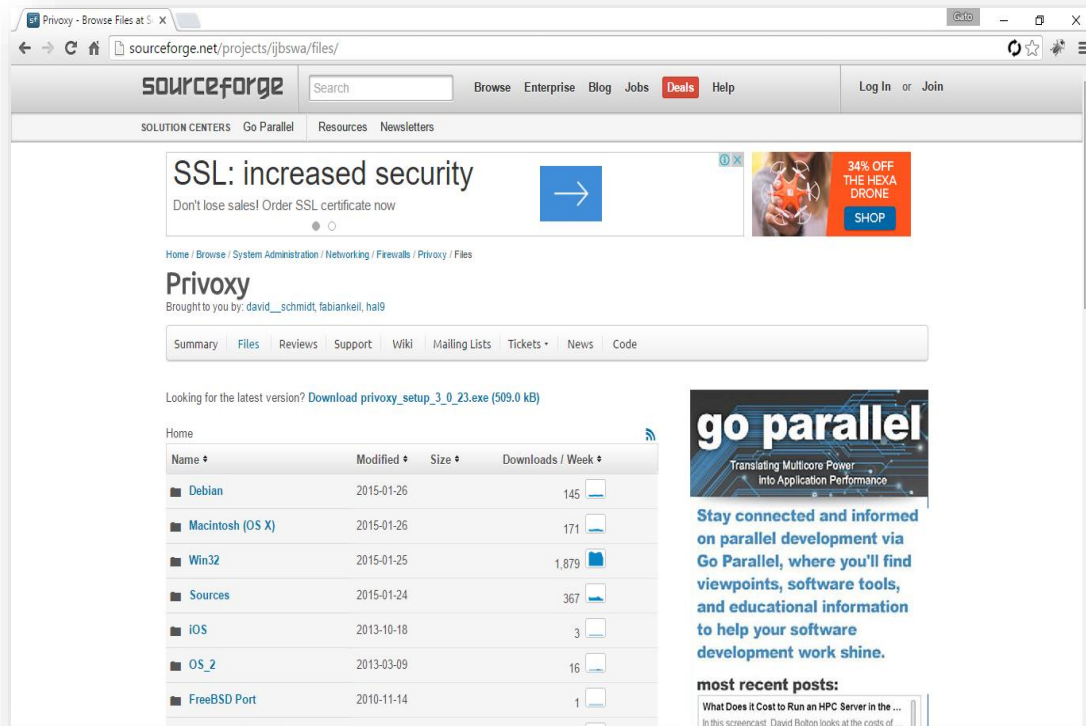 Privoxy - Browse Files at S
Gato
sourceforge.net/projects/ijbswa/files/
sourceforge
Search
Browse Enterprise Blog Jobs Deals Help
Log In or Join
SOLUTION CENTERS Go Parallel Resources Newsletters
SSL: increased security
Don't lose sales! Order SSL certificate now
34% OFF
THE HEXA
DRONE
SHOP
Home / Browse / System Administration / Networking / Firewalls / Privoxy / Files
Privoxy
Brought to you by: david__schmidt, fabiankeil, hal9
Summary Files Reviews Support Wiki Mailing Lists Tickets News Code
Looking for the latest version? Download privoxy_setup_3_0_23.exe (509.0 kB)
Home
Name Modified Size Downloads / Week
Debian 2015-01-26 145
Macintosh (OS X) 2015-01-26 171
Win32 2015-01-25 1,879
Sources 2015-01-24 367
iOS 2013-10-18 3
OS_2 2013-03-09 16
FreeBSD Port 2010-11-14 1
go parallel
Translating Multicore Power
into Application Performance
Stay connected and informed
on parallel development via
Go Parallel, where you'll find
viewpoints, software tools,
and educational information
to help your software
development work shine.
most recent posts:
What Does it Cost to Run an HPC Server in the ...
In this screencast, David Bolton looks at the costs of ...